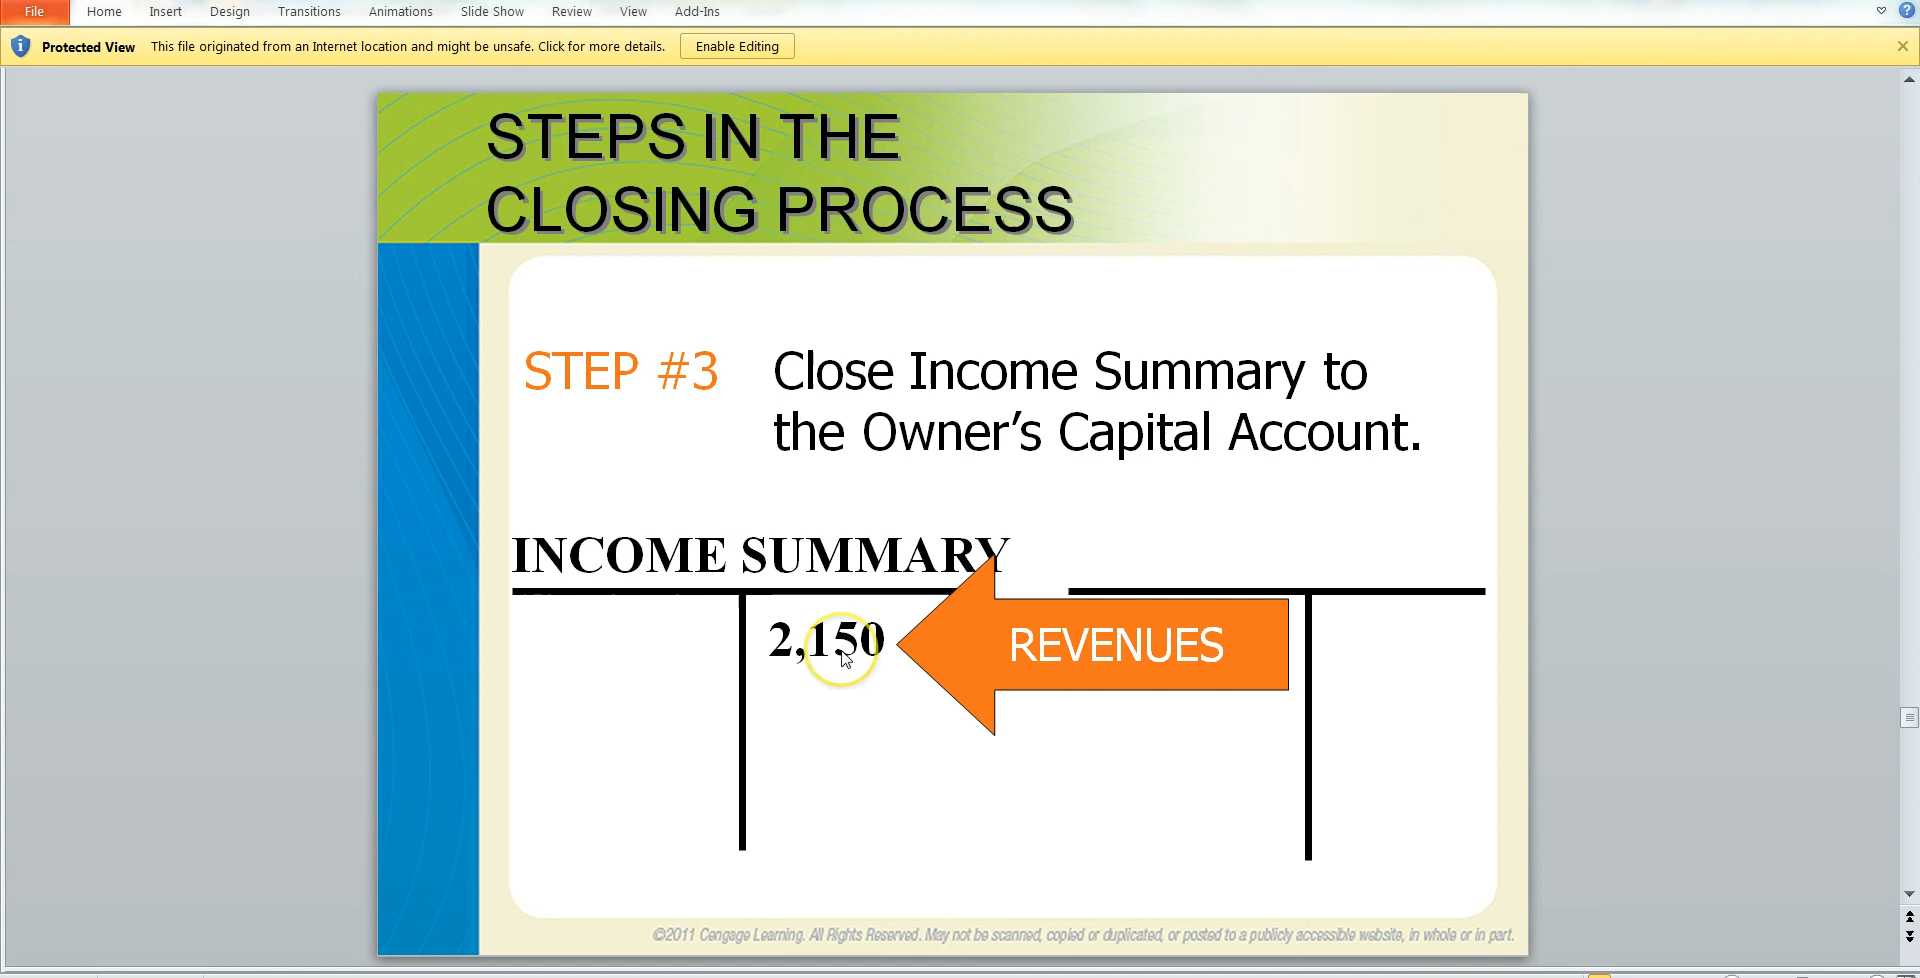 File Home Insert Design Transitions Animations Slide Show Review View Add-Ins
Protected View This file originated from an Internet location and might be unsafe. Click for more details. Enable Editing
STEPS IN THE
CLOSING PROCESS
STEP #3 Close Income Summary to
the Owner’s Capital Account.
INCOME SUMMARY
2,150 REVENUES
©2011 Cengage Learning. All Rights Reserved. May not be scanned, copied or duplicated, or posted to a publicly accessible website, in whole or in part.